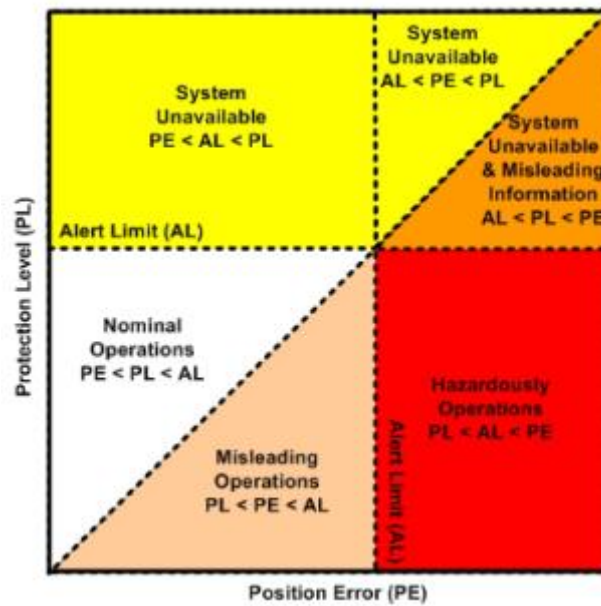 System
Unavailable
AL < PE < PL
System
Unavailable
PE < AL < PL
System
Unavailable
& Misleading
Information
AL < PL < PE
Alert Limit (AL)
Protection Level (PL)
Nominal
Operations
PE < PL < AL
Hazardously
Operations
PL < AL < PE
Misleading
Operations
PL < PE < AL
Alert Limit (AL)
Position Error (PE)